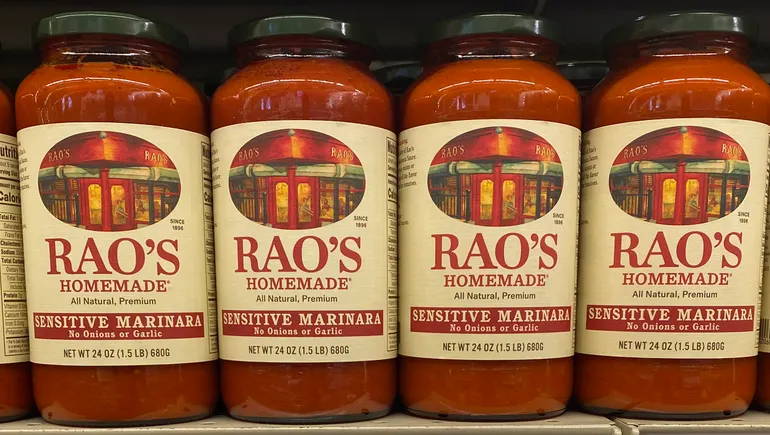 RAO'S RAO'S
SINCE
1896
RAO'S
HOMEMADE®
All Natural, Premium
SENSITIVE MARINARA
No Onions or Garlic
NET WT 24 OZ (1.5 LB) 680G
RAO'S RAO'S
SINCE
1896
RAO'S
HOMEMADE®
All Natural, Premium
SENSITIVE MARINARA
No Onions or Garlic
NET WT 24 OZ (1.5 LB) 680G
RAO'S RAO'S
SINCE
1896
RAO'S
HOMEMADE®
All Natural, Premium
SENSITIVE MARINARA
No Onions or Garlic
NET WT 24 OZ (1.5 LB) 680G
RAO'S RAO'S
SINCE
1896
RAO'S
HOMEMADE®
All Natural, Premium
SENSITIVE MARINARA
No Onions or Garlic
NET WT 24 OZ (1.5 LB) 680G